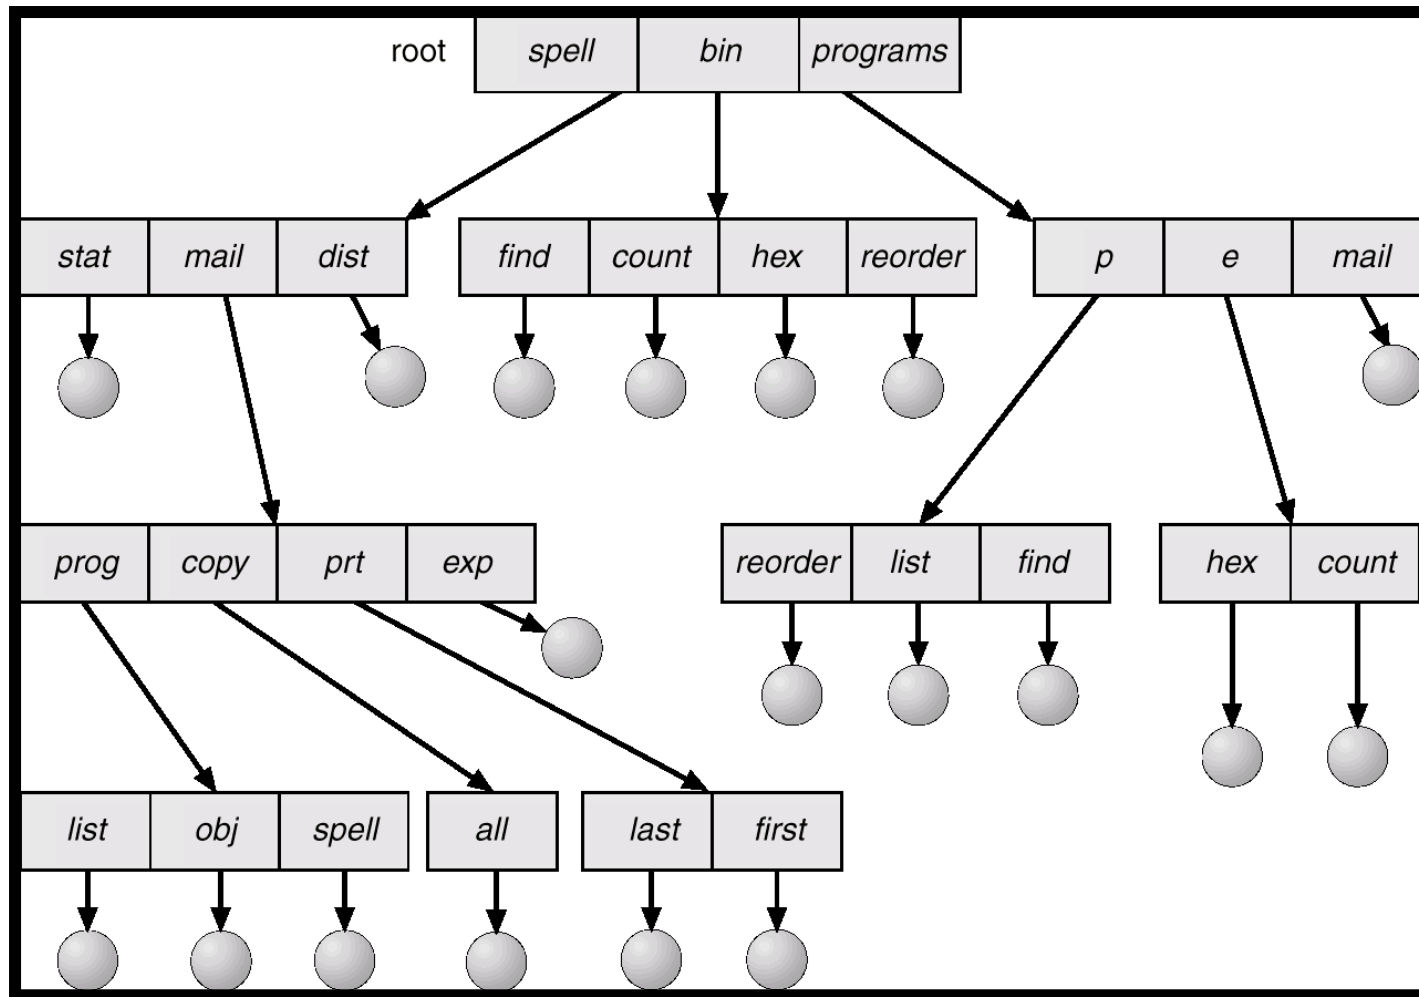 root spell bin programs
stat mail dist find count hex reorder p e mail
prog copy prt exp reorder list find hex count
list obj spell all last first